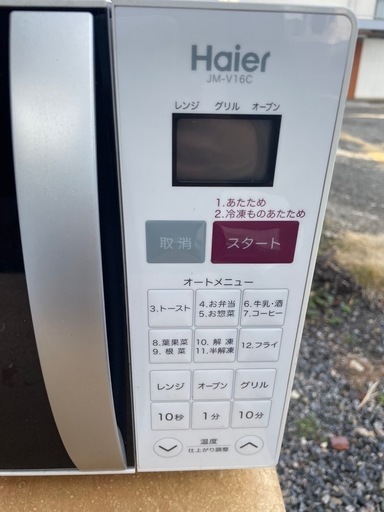 Haier
JM-V16C
レンジ グリル オーブン
1.あたため
2.冷凍ものあたため
取消
スタート
オートメニュー
3.トースト
4.お弁当
5.お惣菜
6.牛乳・酒
7.コーヒー
8.葉果菜
9.根菜
10.解凍
11.半解凍
12.フライ
レンジ
オーブン
グリル
10秒
1分
10分
温度
仕上がり調整